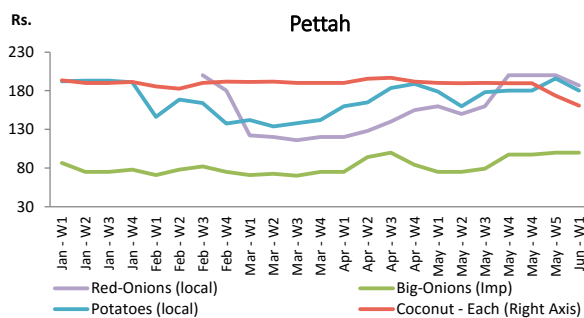 Pettah
Rs.
230
180
130
80
30
Jan - W1
Jan - W2
Jan - W3
Jan - W4
Feb - W1
Feb - W2
Feb - W3
Feb - W4
Mar - W1
Mar - W2
Mar - W3
Mar - W4
Apr - W1
Apr - W2
Apr - W3
Apr - W4
May - W1
May - W2
May - W3
May - W4
May - W4
May - W5
Jun - W1
Red-Onions (local)
Big-Onions (Imp)
Potatoes (local)
Coconut - Each (Right Axis)